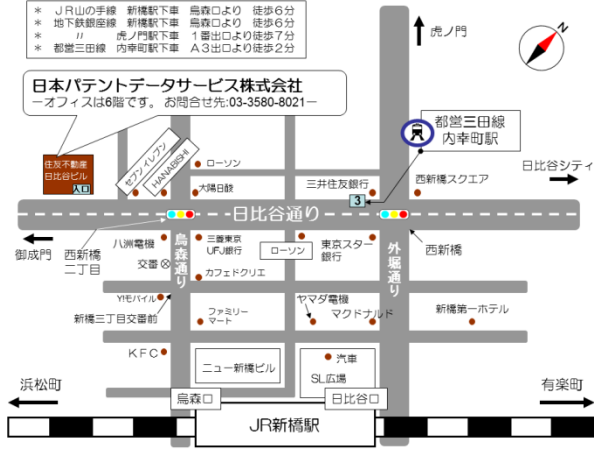 ＊　ＪＲ山の手線　新橋駅下車　烏森口より　徒歩６分
＊　地下鉄銀座線　新橋駅下車　烏森口より　徒歩６分
＊　　　〃　　　虎ノ門駅下車　１番出口より徒歩７分
＊　都営三田線　内幸町駅下車　Ａ３出口より徒歩２分
虎ノ門
N
日本パテントデータサービス株式会社
－オフィスは6階です。 お問合せ先:03-3580-8021－
都営三田線
内幸町駅
住友不動産
日比谷ビル
入口
セブンイレブン
HANABISHI
ローソン
太陽日酸
三井住友銀行
3
西新橋スクエア
日比谷シティ
日比谷通り
御成門
西新橋
二丁目
八洲電機
交番
烏森通り
三菱東京
UFJ銀行
ローソン
東京スター
銀行
外堀通り
西新橋
カフェドクリエ
Y!モバイル
新橋三丁目交番前
ファミリー
マート
ヤマダ電機
マクドナルド
新橋第一ホテル
ＫＦＣ
ニュー新橋ビル
汽車
SL広場
浜松町
烏森口
日比谷口
有楽町
JR新橋駅